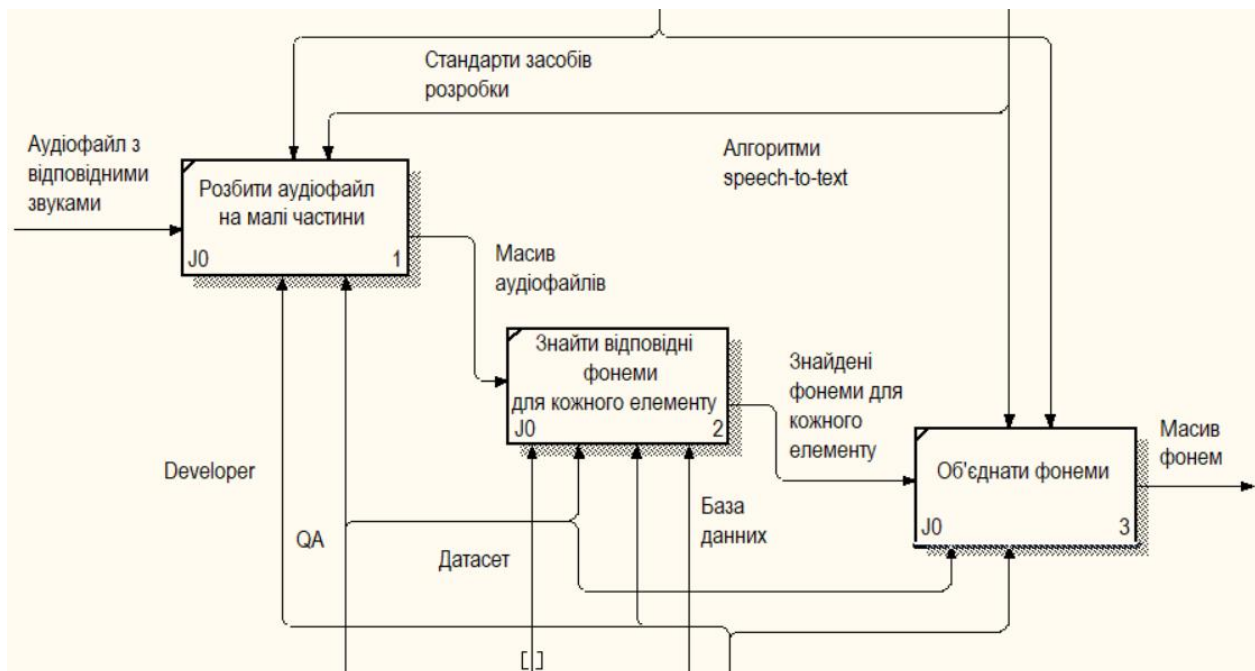 Стандарти засобів
розробки
Аудіофайл з
відповідними
звуками
Алгоритми
speech-to-text
Розбити аудіофайл
на малі частини
J0 1
Масив
аудіофайлів
Знайти відповідні
фонеми
для кожного елементу
J0 2
Знайдені
фонеми для
кожного
елементу
Масив
фонем
Об'єднати фонеми
J0 3
Developer
QA
База
данних
Датасет